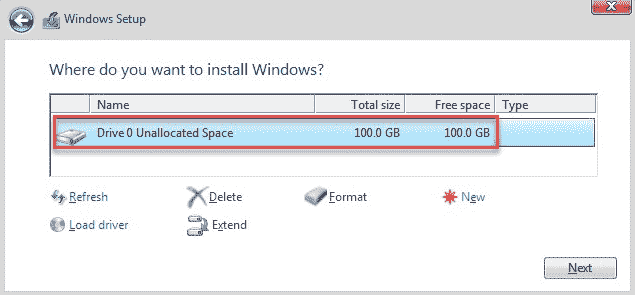 Windows Setup
Where do you want to install Windows?
Name Total size Free space Type
Drive 0 Unallocated Space 100.0 GB 100.0 GB
Refresh Delete Format New
Load driver Extend
Next